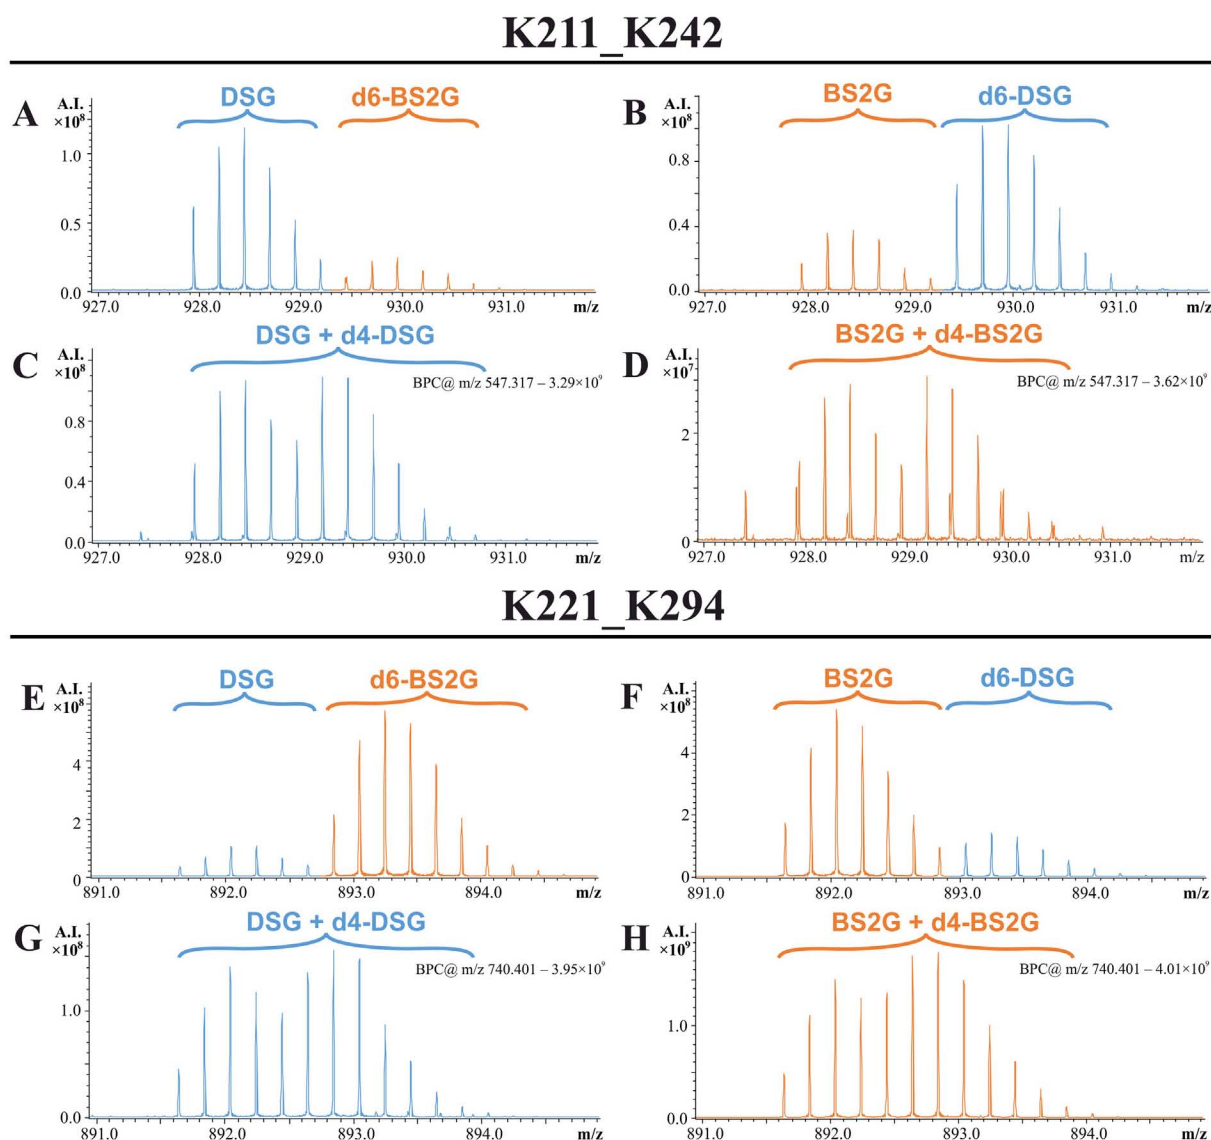 K211_K242
A
A.I.
×10⁸
DSG
d6-BS2G
1.0
0.5
0.0
927.0 928.0 929.0 930.0 931.0 m/z
B
A.I.
×10⁸
BS2G
d6-DSG
0.8
0.4
0.0
927.0 928.0 929.0 930.0 931.0 m/z
C
A.I.
×10⁸
DSG + d4-DSG
BPC@ m/z 547.317 – 3.29×10⁹
0.8
0.4
0.0
927.0 928.0 929.0 930.0 931.0 m/z
D
A.I.
×10⁷
BS2G + d4-BS2G
BPC@ m/z 547.317 – 3.62×10⁹
2
0
927.0 928.0 929.0 930.0 931.0 m/z
K221_K294
E
A.I.
×10⁸
DSG
d6-BS2G
4
2
0
891.0 892.0 893.0 894.0 m/z
F
A.I.
×10⁸
BS2G
d6-DSG
4
2
0
891.0 892.0 893.0 894.0 m/z
G
A.I.
×10⁸
DSG + d4-DSG
BPC@ m/z 740.401 – 3.95×10⁹
1.0
0.0
891.0 892.0 893.0 894.0 m/z
H
A.I.
×10⁹
BS2G + d4-BS2G
BPC@ m/z 740.401 – 4.01×10⁹
1.0
0.0
891.0 892.0 893.0 894.0 m/z